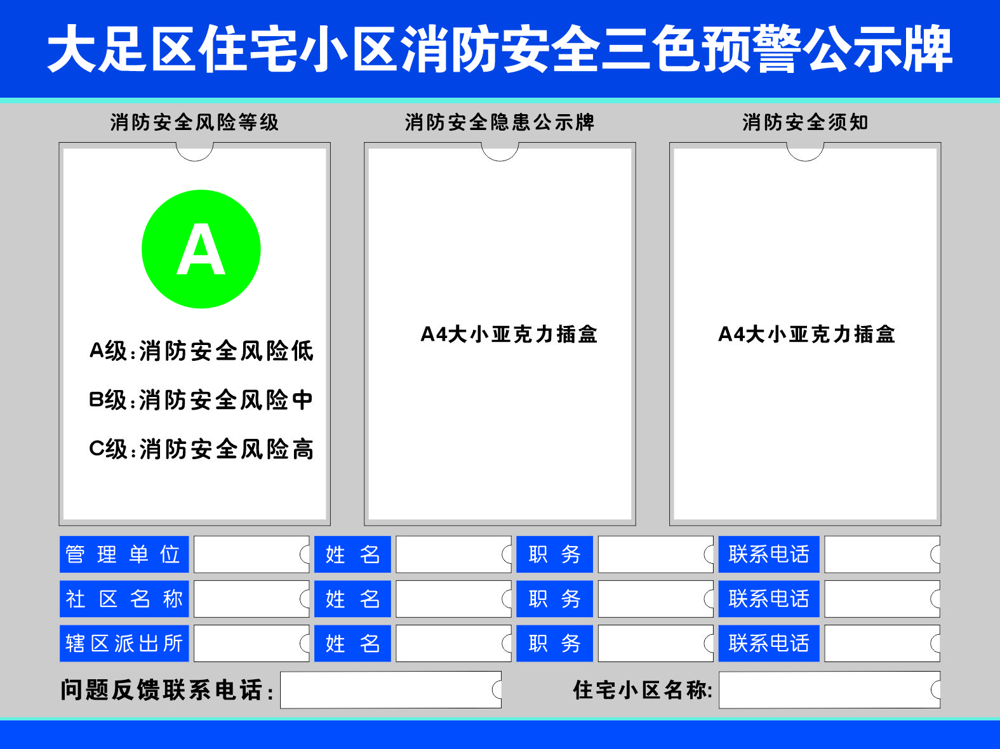 大足区住宅小区消防安全三色预警公示牌
消防安全风险等级
消防安全隐患公示牌
消防安全须知
A
A级:消防安全风险低
B级:消防安全风险中
C级:消防安全风险高
A4大小亚克力插盒
A4大小亚克力插盒
管理单位 姓名 职务 联系电话
社区名称 姓名 职务 联系电话
辖区派出所 姓名 职务 联系电话
问题反馈联系电话: 住宅小区名称: